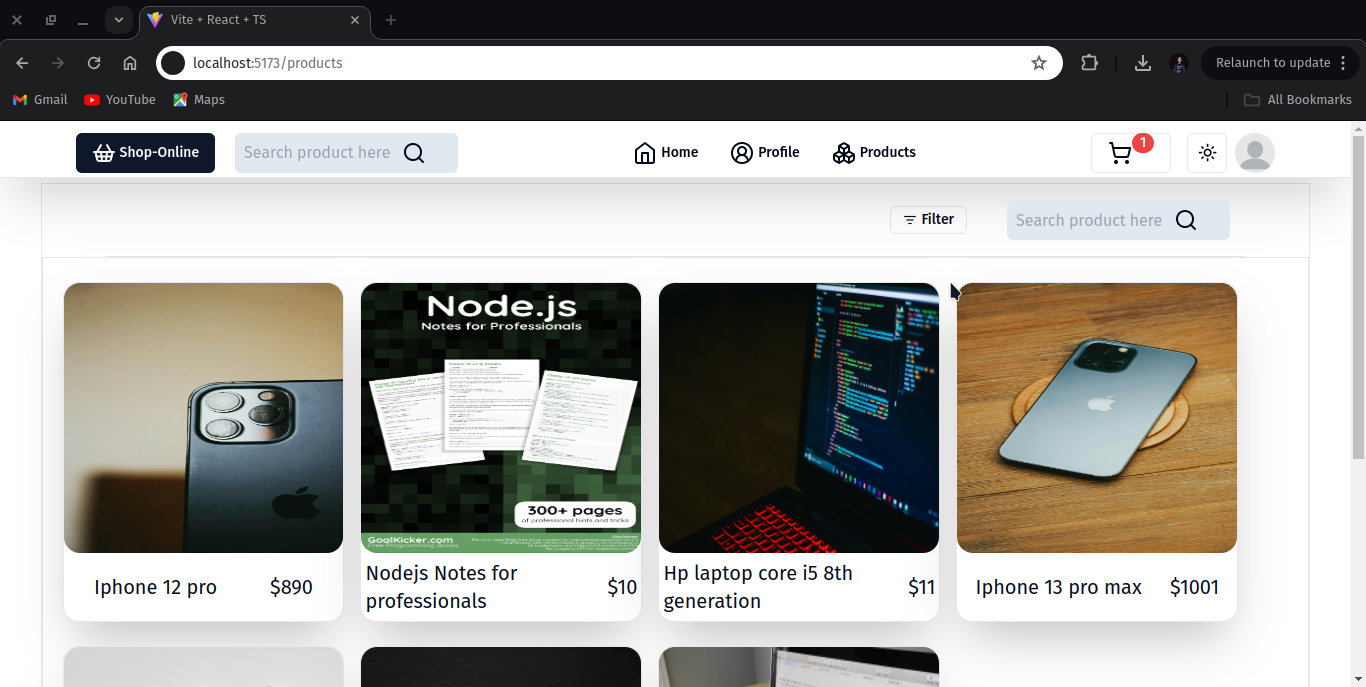 Vite + React + TS
localhost:5173/products
Relaunch to update
Gmail
YouTube
Maps
All Bookmarks
Shop-Online
Search product here
Home
Profile
Products
1
Filter
Search product here
Node.js
Notes for Professionals
300+ pages
of professional hints and tricks
GoalKicker.com
Free Programming Books
Disclaimer
Iphone 12 pro
$890
Nodejs Notes for
professionals
$10
Hp laptop core i5 8th
generation
$11
Iphone 13 pro max
$1001